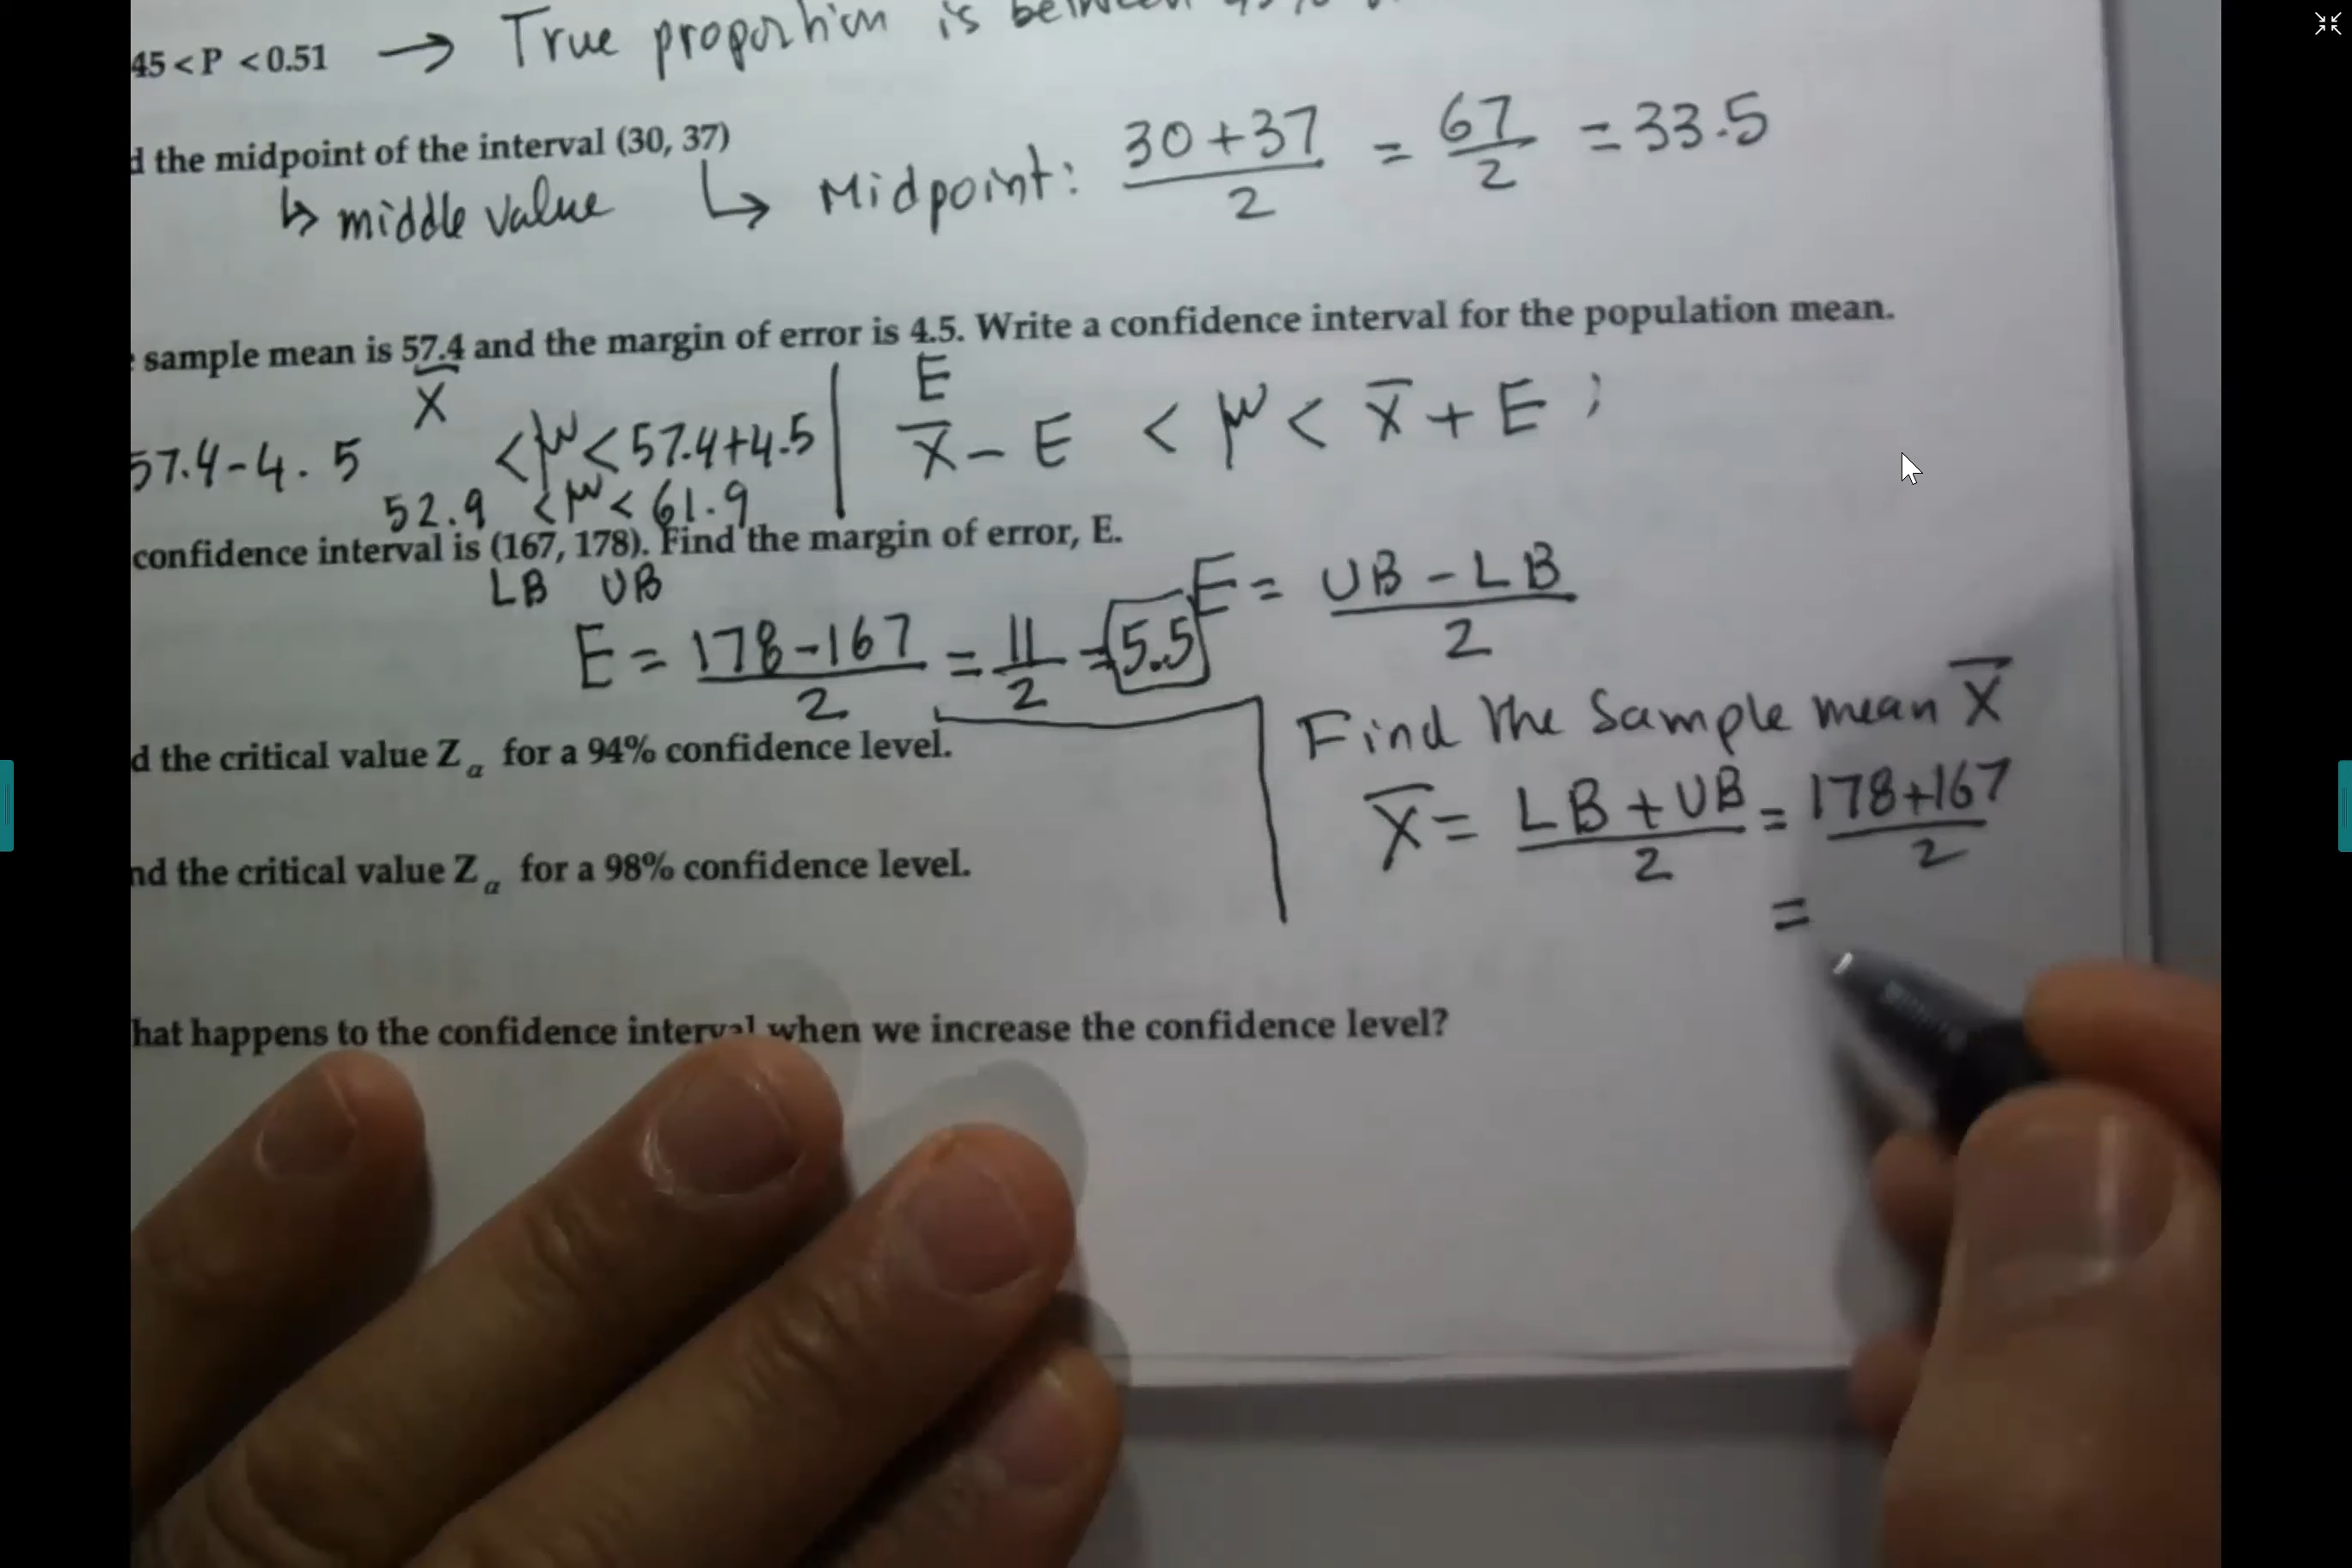 45 < P < 0.51 → True proportion is between
d the midpoint of the interval (30, 37)
↳ middle value ↳ Midpoint: (30+37)/2 = 67/2 = 33.5
sample mean is 57.4 and the margin of error is 4.5. Write a confidence interval for the population mean.
X̄ E
57.4-4.5 < μ < 57.4+4.5 | X̄ - E < μ < X̄ + E ;
52.9 < μ < 61.9
confidence interval is (167, 178). Find the margin of error, E.
LB UB E = (UB - LB)/2
E = (178-167)/2 = 11/2 = 5.5
Find the Sample mean X̄
d the critical value Zα for a 94% confidence level.
X̄ = (LB + UB)/2 = (178+167)/2
nd the critical value Zα for a 98% confidence level.
=
hat happens to the confidence interval when we increase the confidence level?